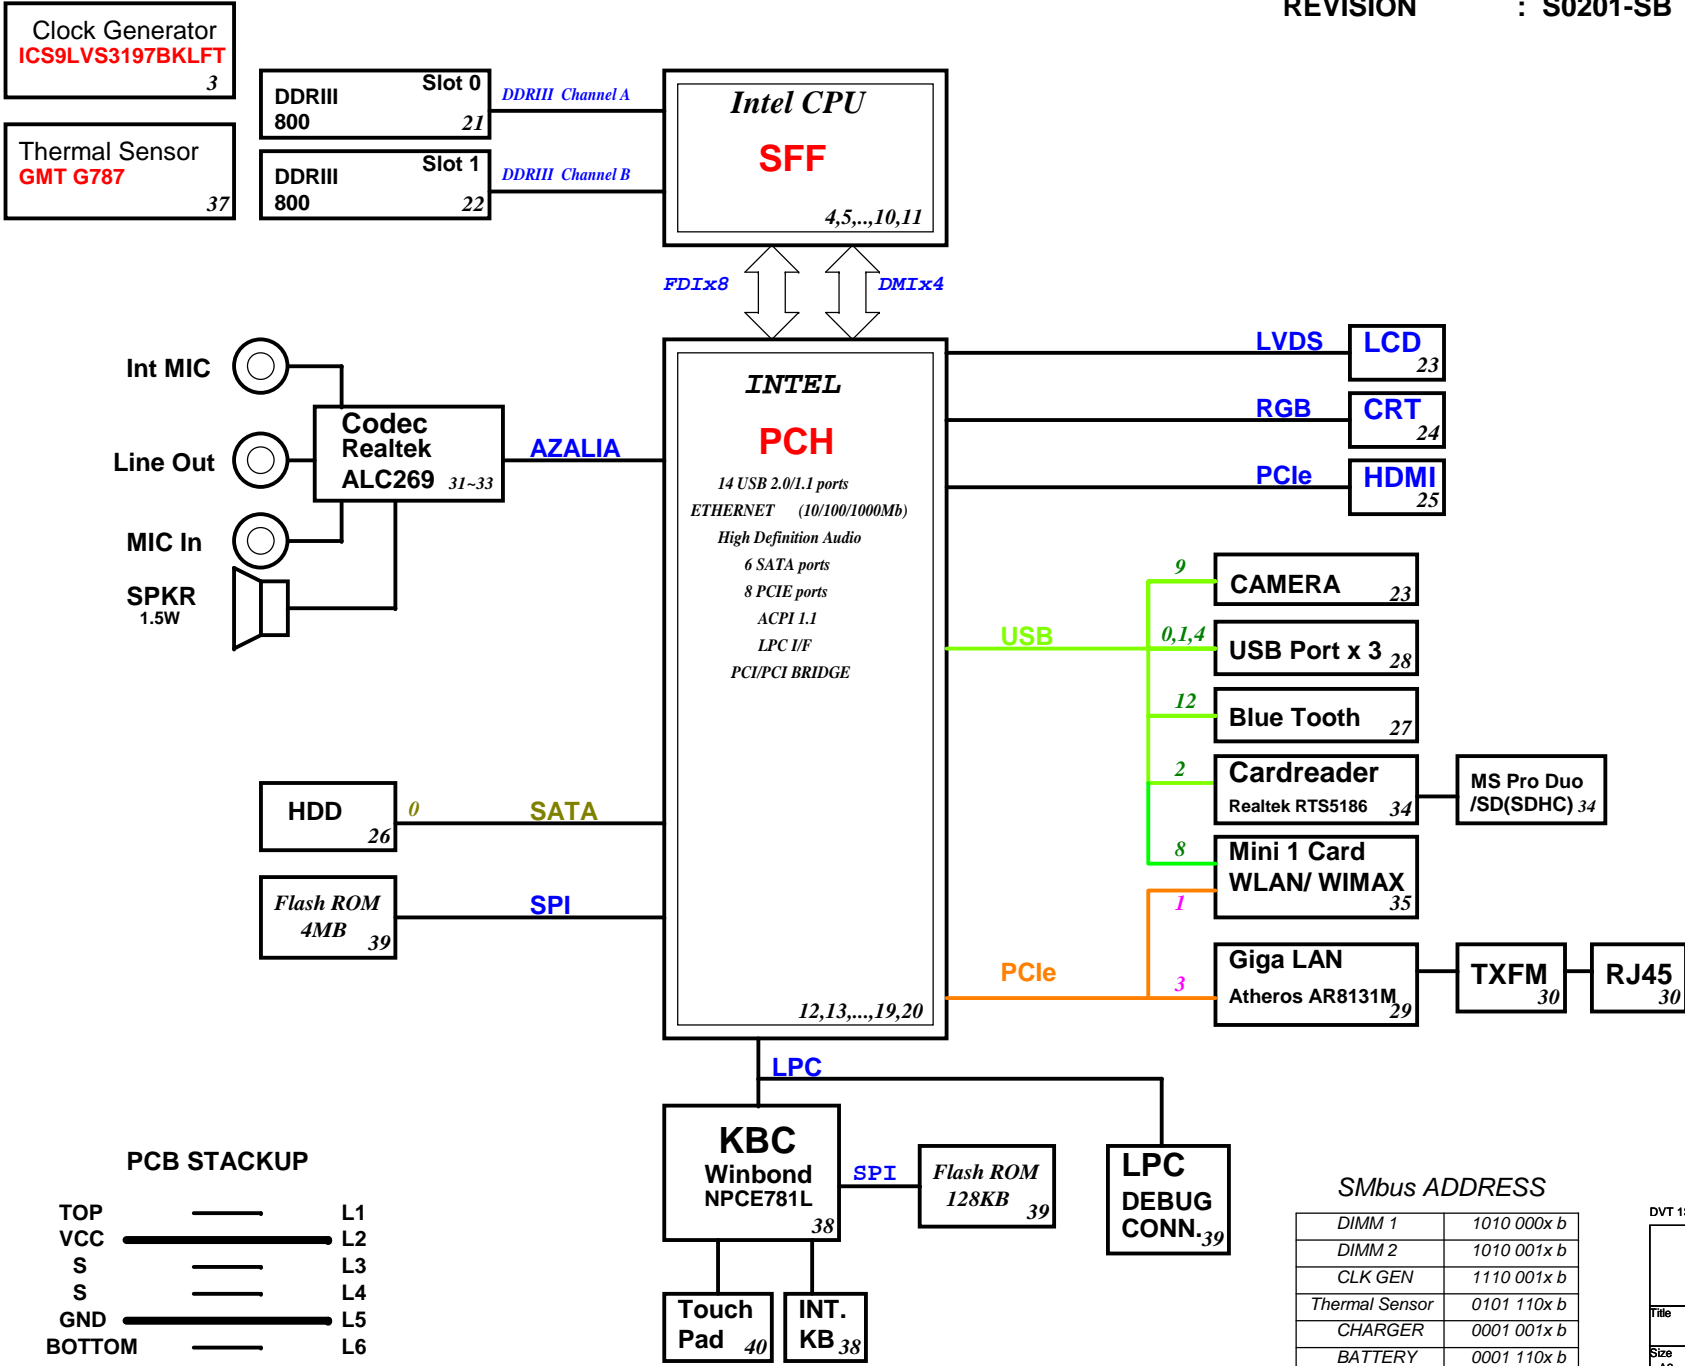 REVISION : S0201-SB
Clock Generator
ICS9LVS3197BKLFT
3
Thermal Sensor
GMT G787
37
DDRIII Slot 0
800 21
DDRIII Channel A
DDRIII Slot 1
800 22
DDRIII Channel B
Intel CPU
SFF
4,5,..,10,11
FDIx8
DMIx4
Int MIC
Line Out
MIC In
SPKR
1.5W
Codec
Realtek
ALC269 31~33
AZALIA
INTEL
PCH
14 USB 2.0/1.1 ports
ETHERNET (10/100/1000Mb)
High Definition Audio
6 SATA ports
8 PCIE ports
ACPI 1.1
LPC I/F
PCI/PCI BRIDGE
12,13,...,19,20
LVDS
LCD
23
RGB
CRT
24
PCIe
HDMI
25
USB
9
CAMERA 23
0,1,4
USB Port x 3 28
12
Blue Tooth 27
2
Cardreader
Realtek RTS5186 34
MS Pro Duo
/SD(SDHC) 34
8
Mini 1 Card
WLAN/ WIMAX
35
1
PCIe
3
Giga LAN
Atheros AR8131M
29
TXFM
30
RJ45
30
HDD
26
0
SATA
Flash ROM
4MB
39
SPI
LPC
KBC
Winbond
NPCE781L
38
SPI
Flash ROM
128KB
39
LPC
DEBUG
CONN.
39
Touch
Pad 40
INT.
KB 38
PCB STACKUP
TOP L1
VCC L2
S L3
S L4
GND L5
BOTTOM L6
SMbus ADDRESS
DIMM 1 1010 000x b
DIMM 2 1010 001x b
CLK GEN 1110 001x b
Thermal Sensor 0101 110x b
CHARGER 0001 001x b
BATTERY 0001 110x b
DVT
Title
Size